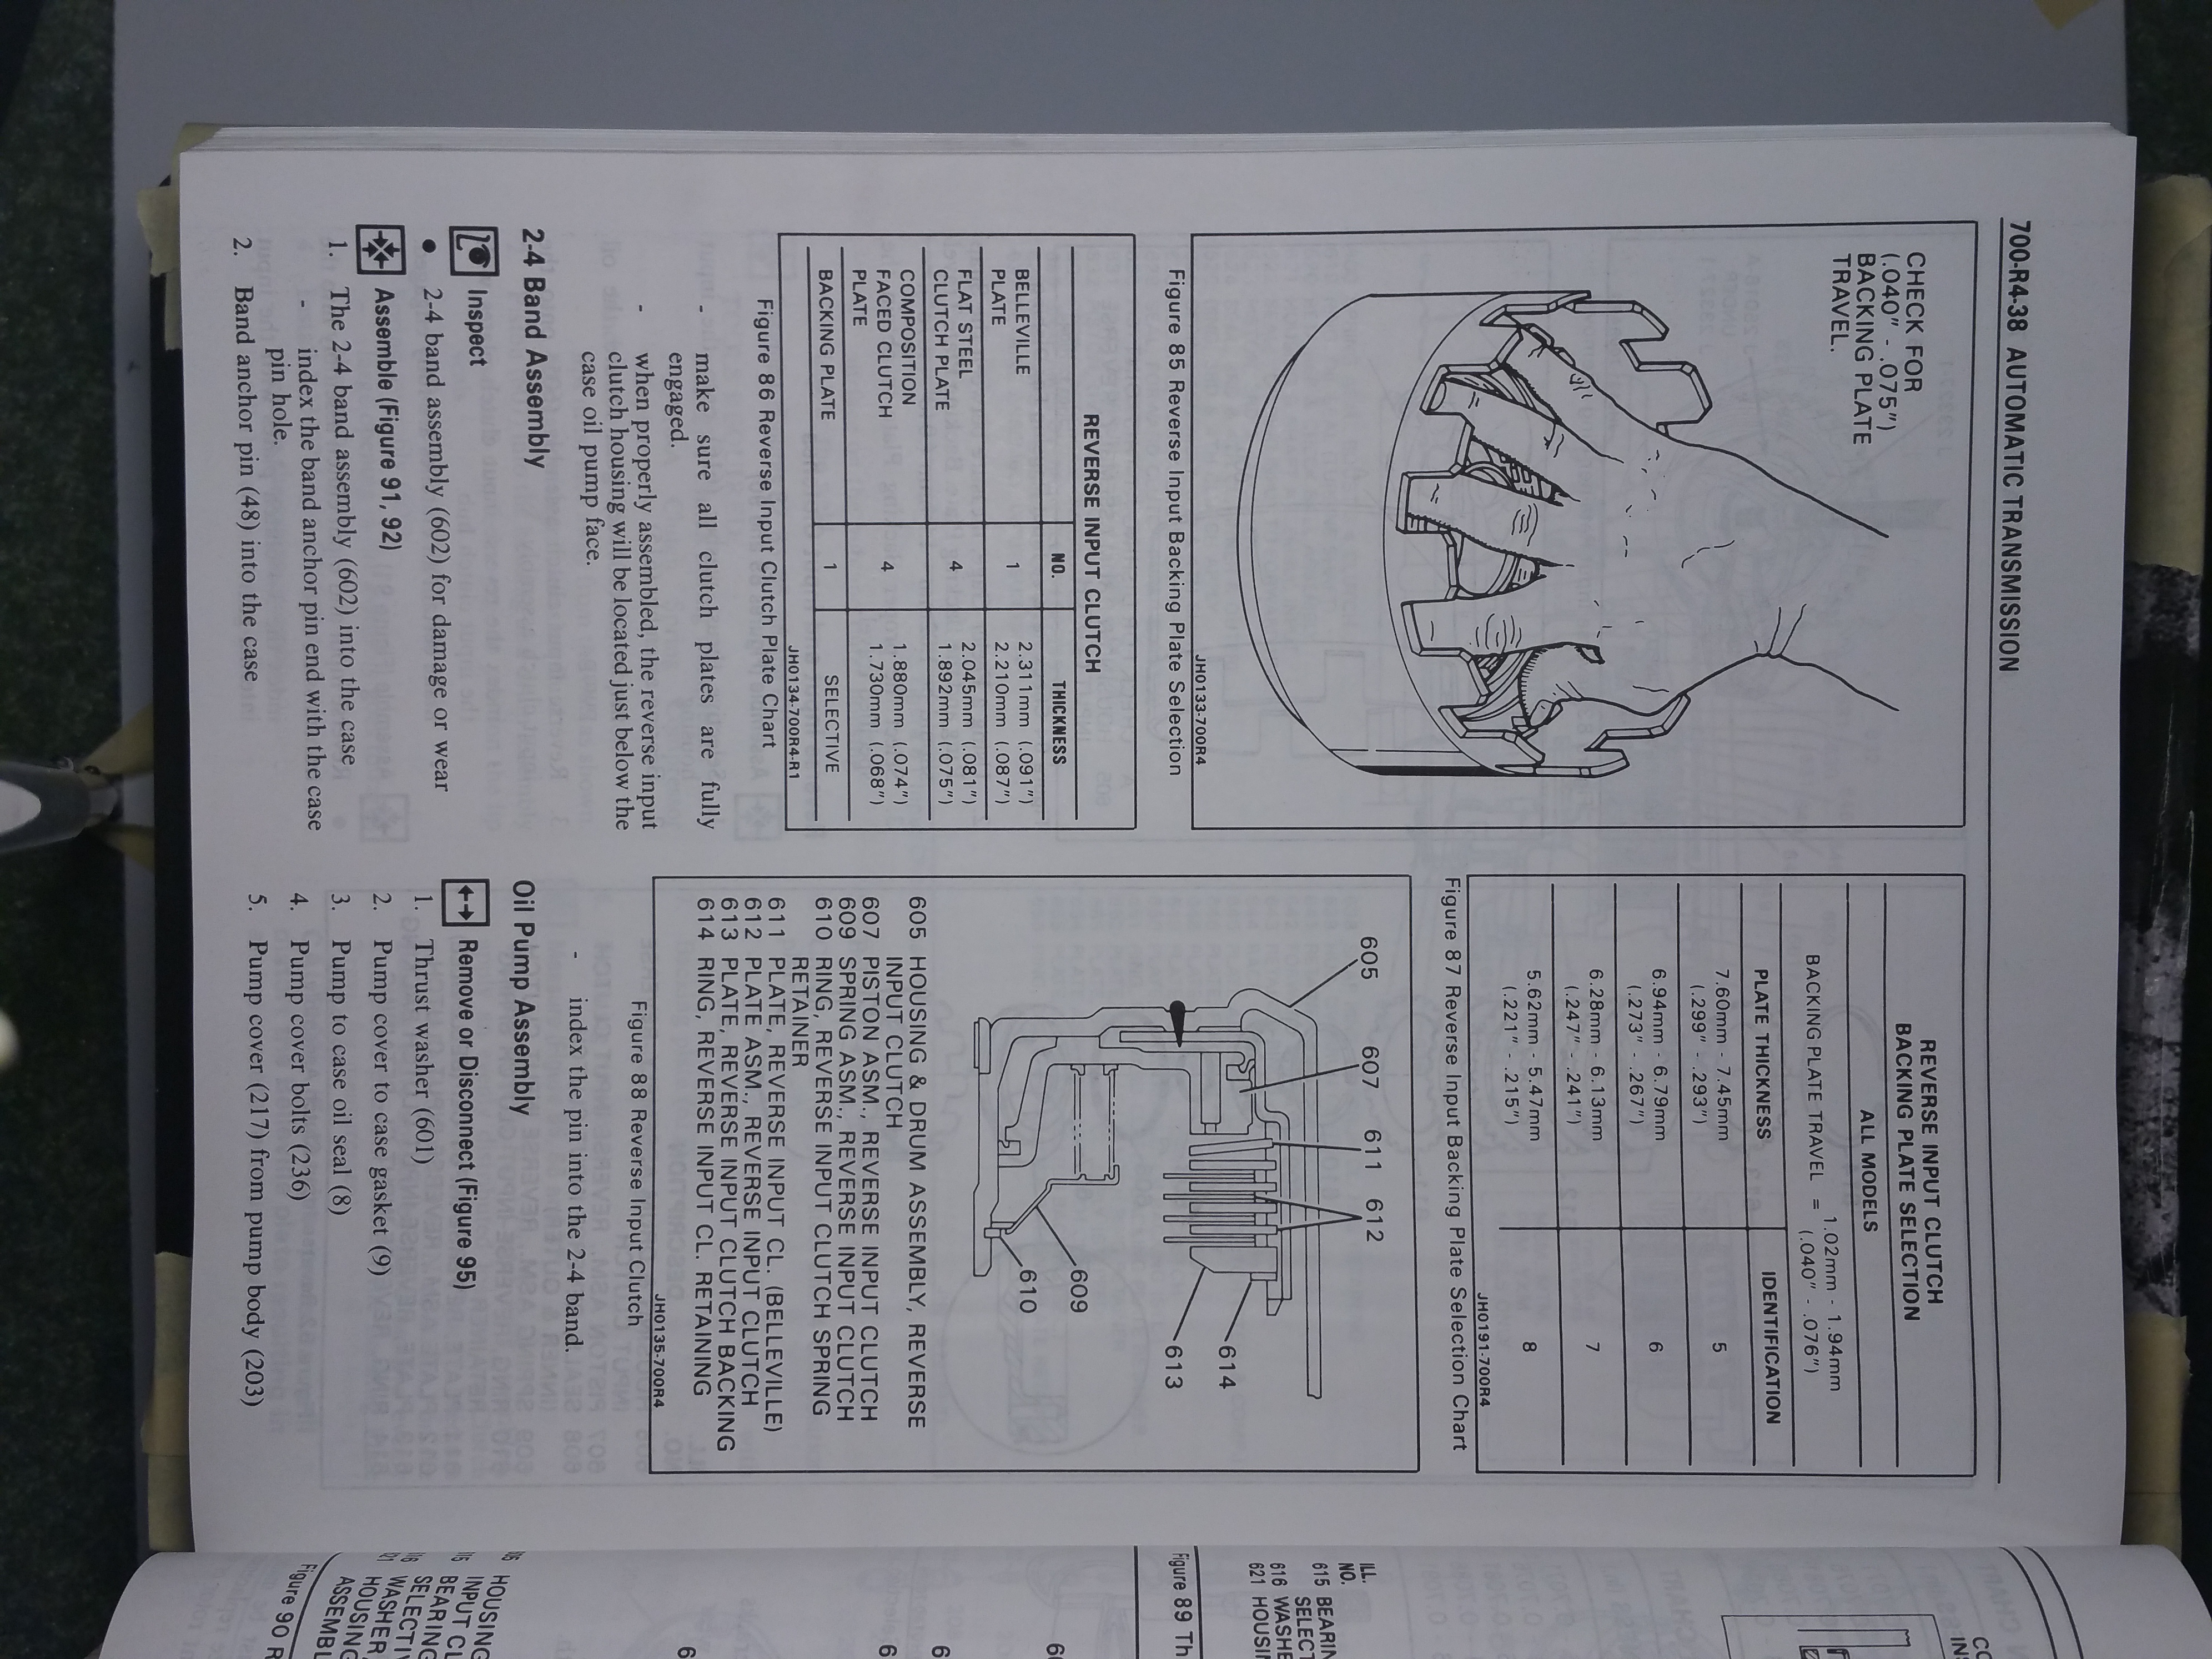 700-R4-38 AUTOMATIC TRANSMISSION
CHECK FOR
(.040" - .075")
BACKING PLATE
TRAVEL.
JH0133-700R4
Figure 85 Reverse Input Backing Plate Selection
REVERSE INPUT CLUTCH
NO. THICKNESS
BELLEVILLE PLATE 1 2.311mm (.091")
2.210mm (.087")
FLAT STEEL CLUTCH PLATE 4 2.045mm (.081")
1.892mm (.075")
COMPOSITION FACED CLUTCH PLATE 4 1.880mm (.074")
1.730mm (.068")
BACKING PLATE 1 SELECTIVE
JH0134-700R4-R1
Figure 86 Reverse Input Clutch Plate Chart
- make sure all clutch plates are fully
engaged.
- when properly assembled, the reverse input
clutch housing will be located just below the
case oil pump face.
2-4 Band Assembly
Inspect
● 2-4 band assembly (602) for damage or wear
Assemble (Figure 91, 92)
1. The 2-4 band assembly (602) into the case
- index the band anchor pin end with the case
pin hole.
2. Band anchor pin (48) into the case
REVERSE INPUT CLUTCH
BACKING PLATE SELECTION
ALL MODELS
BACKING PLATE TRAVEL = 1.02mm - 1.94mm
(.040" - .076")
PLATE THICKNESS IDENTIFICATION
7.60mm - 7.45mm 5
(.299" - .293")
6.94mm - 6.79mm 6
(.273" - .267")
6.28mm - 6.13mm 7
(.247" - .241")
5.62mm - 5.47mm 8
(.221" - .215")
JH0191-700R4
Figure 87 Reverse Input Backing Plate Selection Chart
605 607 611 612
614
613
609
610
605 HOUSING & DRUM ASSEMBLY, REVERSE
INPUT CLUTCH
607 PISTON ASM., REVERSE INPUT CLUTCH
609 SPRING ASM., REVERSE INPUT CLUTCH
610 RING, REVERSE INPUT CLUTCH SPRING
RETAINER
611 PLATE, REVERSE INPUT CL. (BELLEVILLE)
612 PLATE ASM., REVERSE INPUT CLUTCH
613 PLATE, REVERSE INPUT CLUTCH BACKING
614 RING, REVERSE INPUT CL. RETAINING
JH0135-700R4
Figure 88 Reverse Input Clutch
- index the pin into the 2-4 band.
Oil Pump Assembly
Remove or Disconnect (Figure 95)
1. Thrust washer (601)
2. Pump cover to case gasket (9)
3. Pump to case oil seal (8)
4. Pump cover bolts (236)
5. Pump cover (217) from pump body (203)
ILL.
NO.
615
616 WASHE
621
Figure 89
HOUSING
BEARING
WASHER
HOUSING
Figure 90